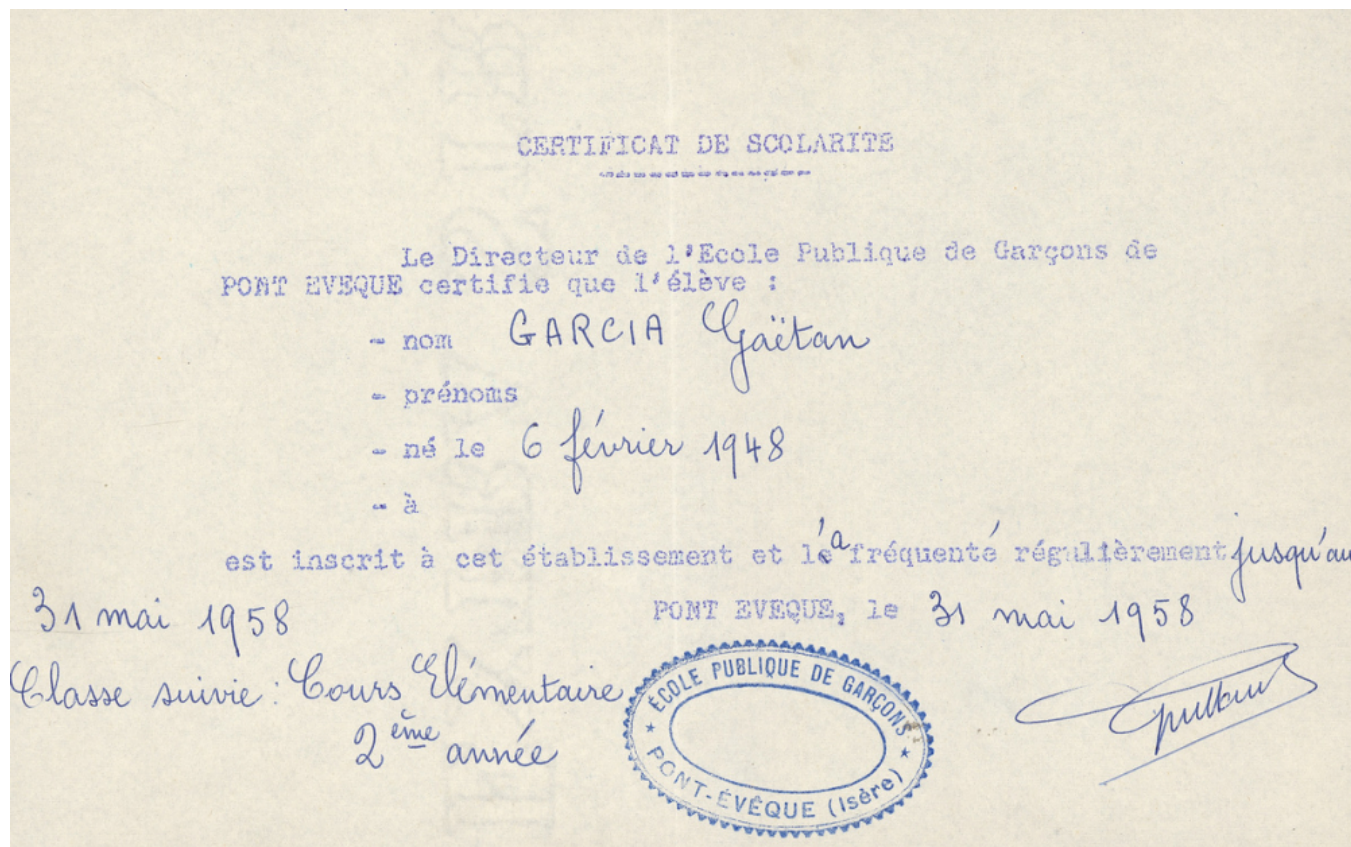 CERTIFICAT DE SCOLARITE
Le Directeur de l'Ecole Publique de Garçons de
PONT EVEQUE certifie que l'élève :
- nom GARCIA Gaëtan
- prénoms
- né le 6 février 1948
- à
est inscrit à cet établissement et l'a fréquenté régulièrement jusqu'au
31 mai 1958
PONT EVEQUE, le 31 mai 1958
Classe suivie : Cours Elémentaire
2ème année
ÉCOLE PUBLIQUE DE GARÇONS
PONT-ÉVÊQUE (Isère)